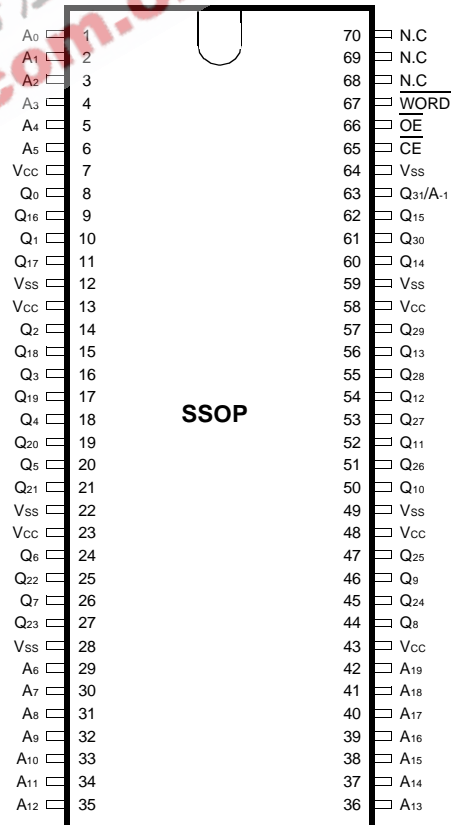 A0 1 70 N.C
A1 2 69 N.C
A2 3 68 N.C
A3 4 67 WORD
A4 5 66 OE
A5 6 65 CE
VCC 7 64 VSS
Q0 8 63 Q31/A-1
Q16 9 62 Q15
Q1 10 61 Q30
Q17 11 60 Q14
VSS 12 59 VSS
VCC 13 58 VCC
Q2 14 57 Q29
Q18 15 56 Q13
Q3 16 55 Q28
Q19 17 54 Q12
Q4 18 SSOP 53 Q27
Q20 19 52 Q11
Q5 20 51 Q26
Q21 21 50 Q10
VSS 22 49 VSS
VCC 23 48 VCC
Q6 24 47 Q25
Q22 25 46 Q9
Q7 26 45 Q24
Q23 27 44 Q8
VSS 28 43 VCC
A6 29 42 A19
A7 30 41 A18
A8 31 40 A17
A9 32 39 A16
A10 33 38 A15
A11 34 37 A14
A12 35 36 A13